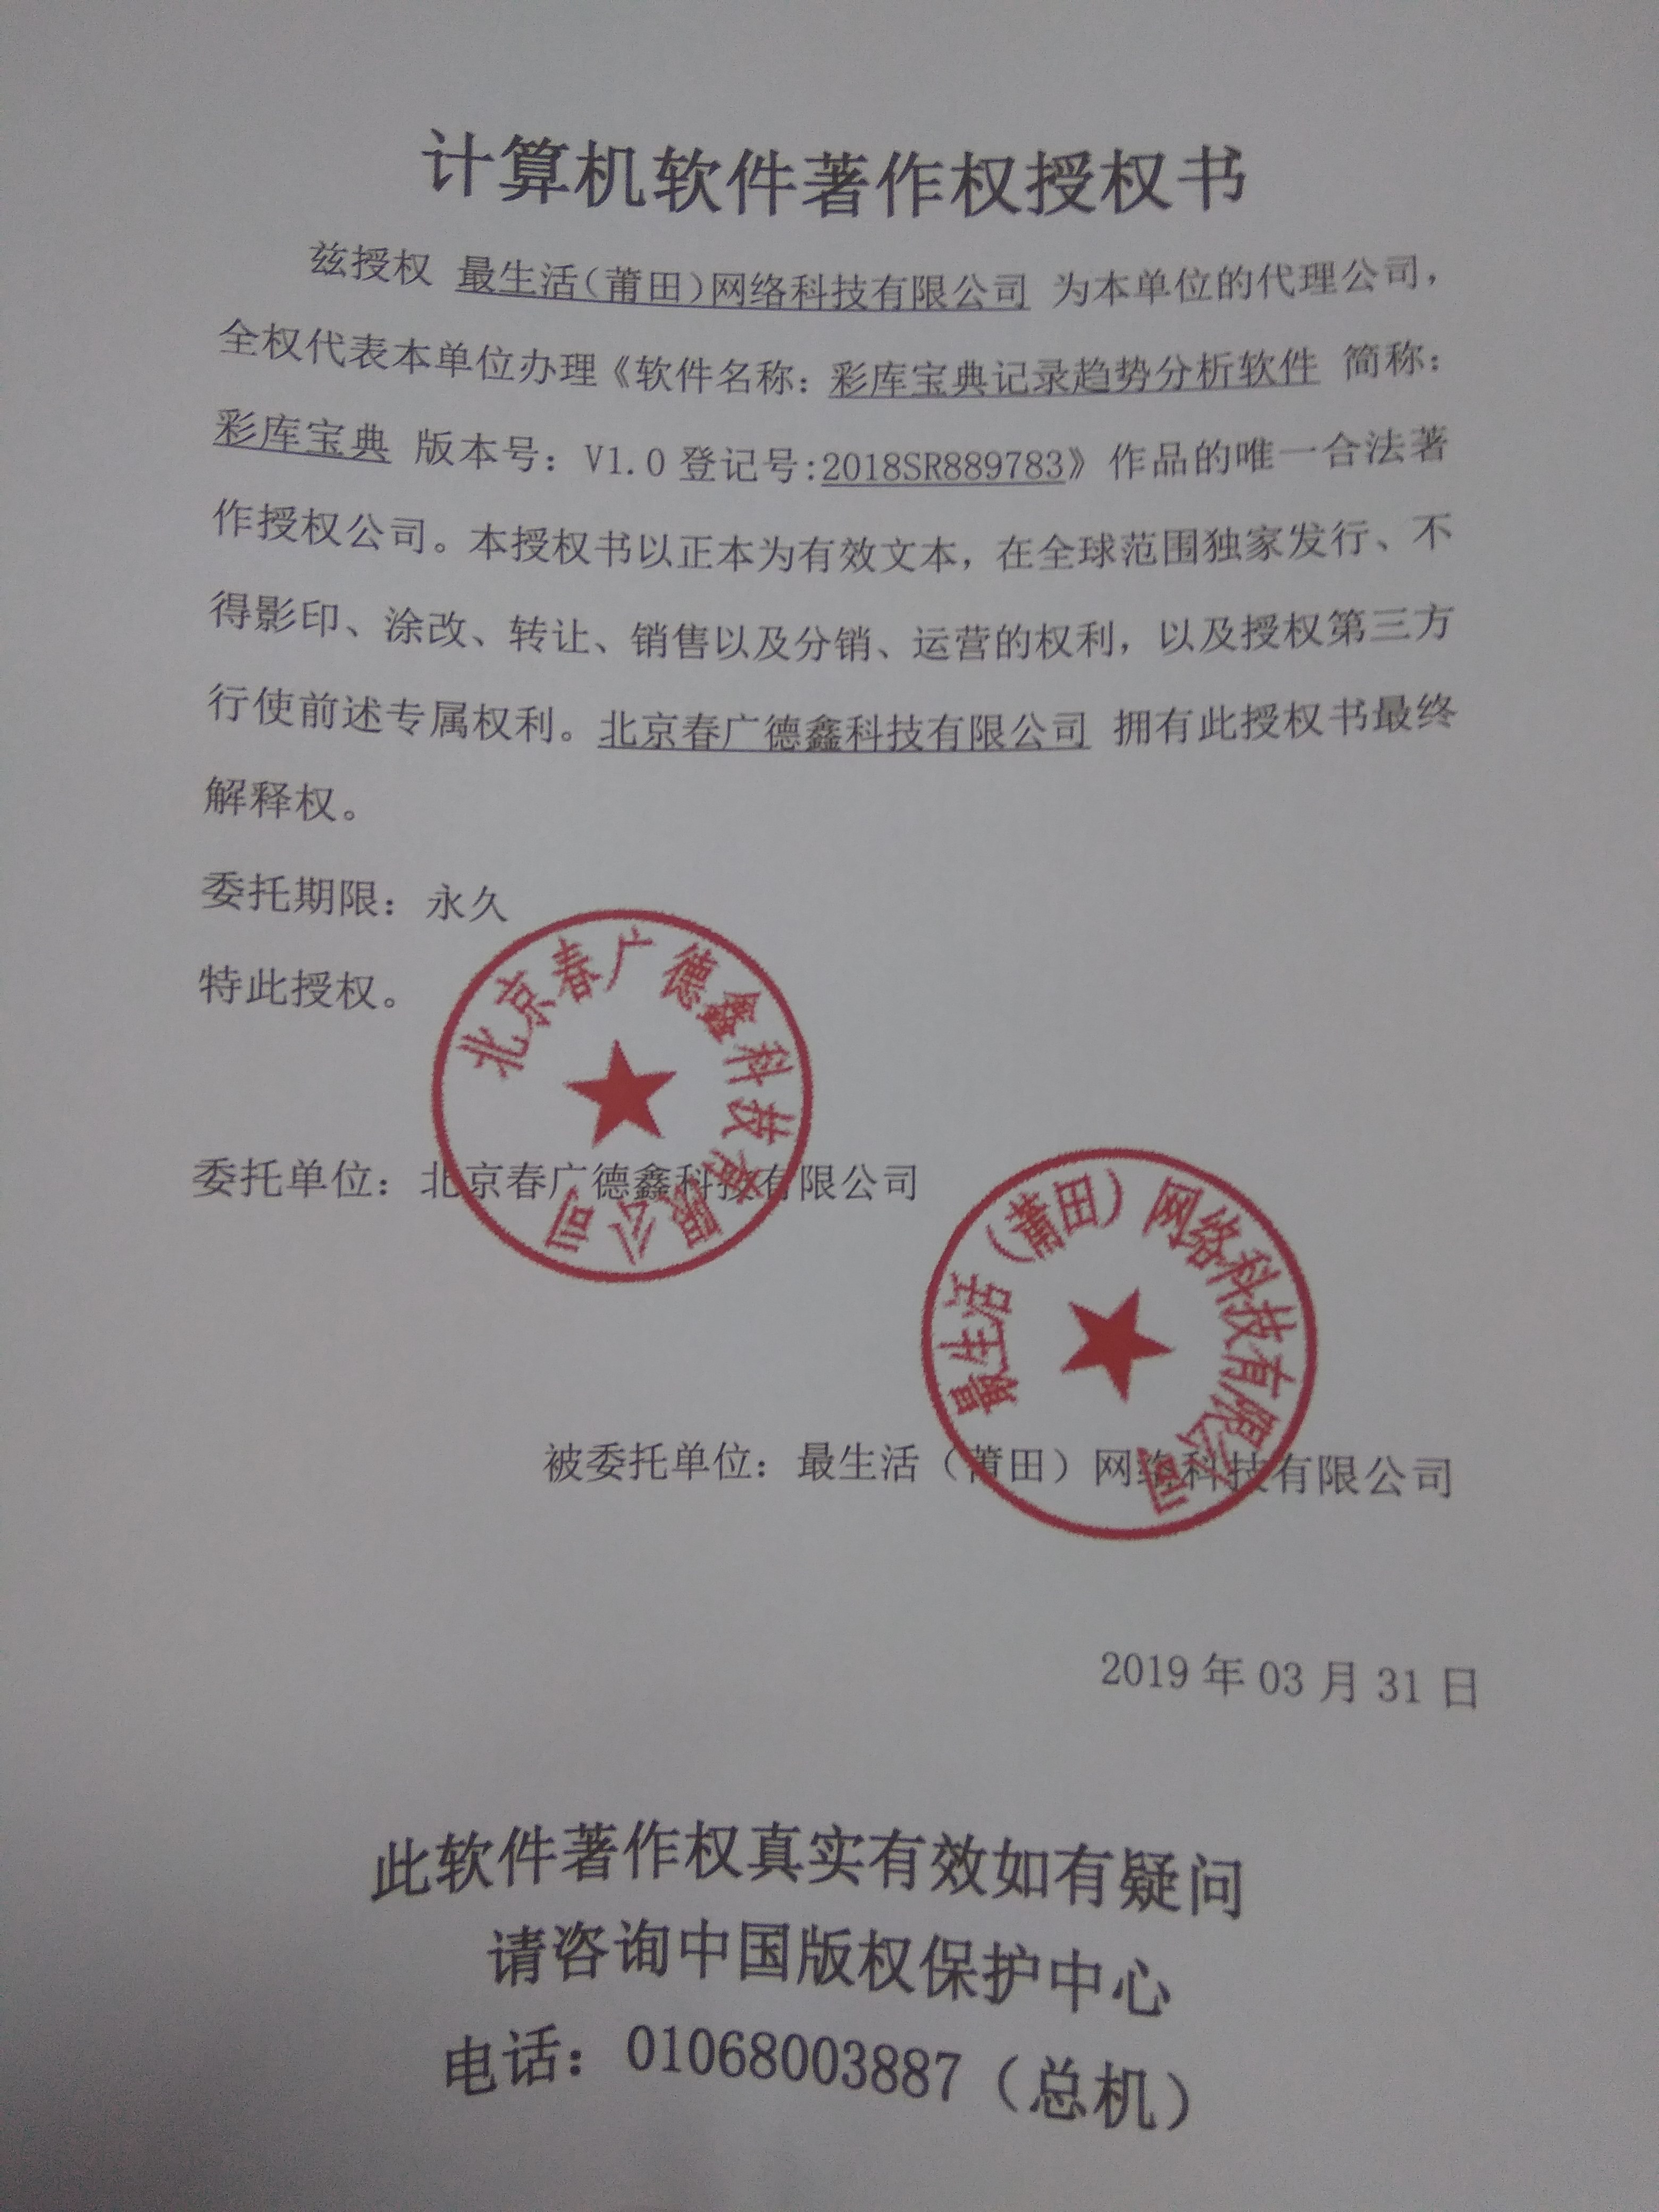 计算机软件著作权授权书
兹授权 最生活（莆田）网络科技有限公司 为本单位的代理公司，
全权代表本单位办理《软件名称：彩库宝典记录趋势分析软件 简称：
彩库宝典 版本号：V1.0 登记号:2018SR889783》作品的唯一合法著
作授权公司。本授权书以正本为有效文本，在全球范围独家发行、不
得影印、涂改、转让、销售以及分销、运营的权利，以及授权第三方
行使前述专属权利。北京春广德鑫科技有限公司 拥有此授权书最终
解释权。
委托期限：永久
特此授权。
北京春广德鑫科技有限公司
委托单位：北京春广德鑫科技有限公司
最生活（莆田）网络科技有限公司
被委托单位：最生活（莆田）网络科技有限公司
2019 年 03 月 31 日
此软件著作权真实有效如有疑问
请咨询中国版权保护中心
电话：01068003887（总机）